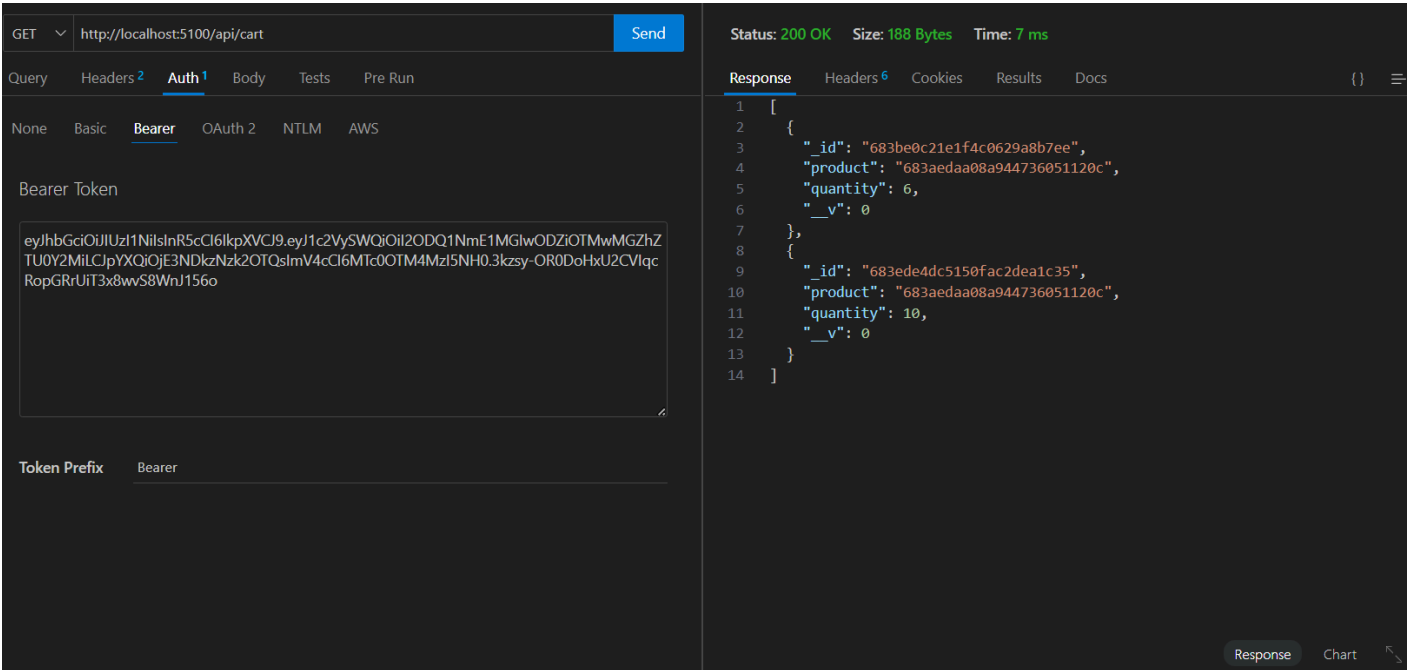 GET http://localhost:5100/api/cart Send
Query Headers 2 Auth 1 Body Tests Pre Run
None Basic Bearer OAuth 2 NTLM AWS
Bearer Token
eyJhbGciOiJIUzI1NiIsInR5cCI6IkpXVCJ9.eyJ1c2VySWQiOiI2ODQ1NmE1MGIwODZiOTMwMGZhZ
TU0Y2MiLCJpYXQiOjE3NDkzNzk2OTQsImV4cCI6MTc0OTM4MzI5NH0.3kzsy-OR0DoHxU2CVIqc
RopGRrUiT3x8wvS8WnJ156o
Token Prefix Bearer
Status: 200 OK Size: 188 Bytes Time: 7 ms
Response Headers 6 Cookies Results Docs { }
1 [
2 {
3 "_id": "683be0c21e1f4c0629a8b7ee",
4 "product": "683aedaa08a944736051120c",
5 "quantity": 6,
6 "__v": 0
7 },
8 {
9 "_id": "683ede4dc5150fac2dea1c35",
10 "product": "683aedaa08a944736051120c",
11 "quantity": 10,
12 "__v": 0
13 }
14 ]
Response Chart